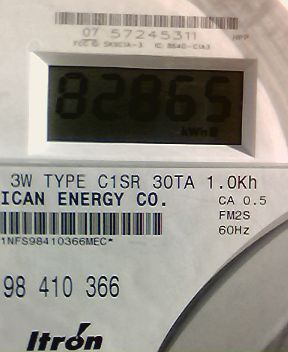 07 57245311
82865
kWh
3W TYPE C1SR 30TA 1.0Kh
ICAN ENERGY CO.
CA 0.5
FM2S
60Hz
1NFS98410366MEC*
98 410 366
Itron